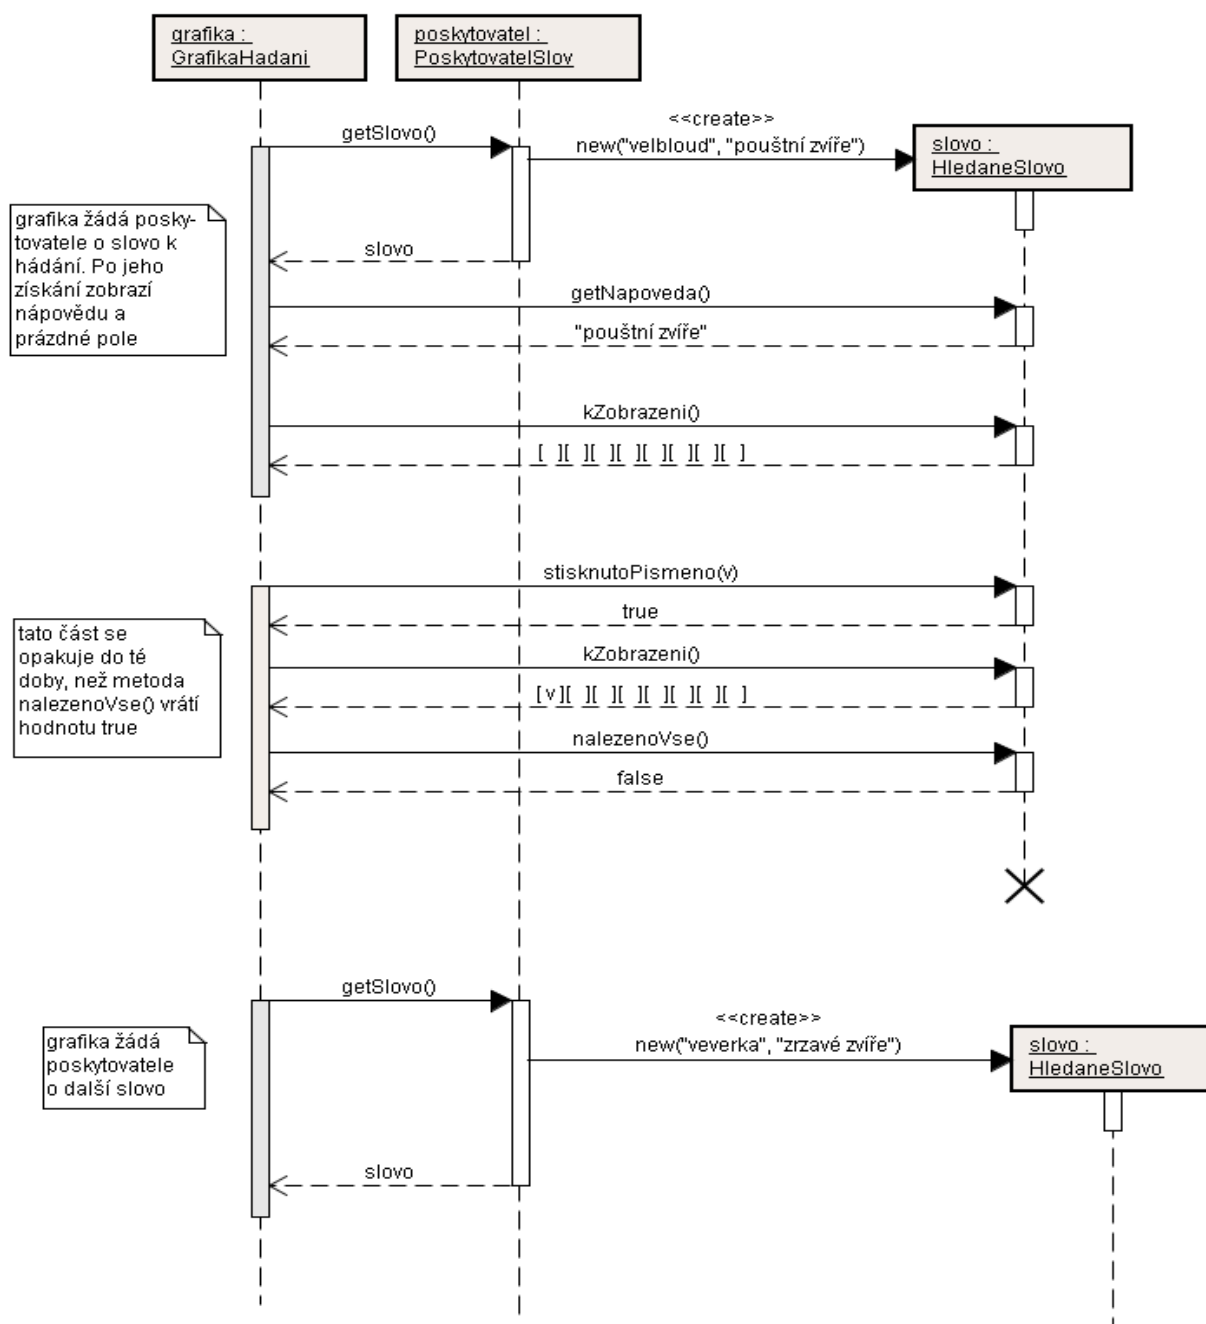 grafika :
GrafikaHadani
poskytovatel :
PoskytovatelSlov
getSlovo()
<<create>>
new("velbloud", "pouštní zvíře")
slovo :
HledaneSlovo
grafika žádá posky-
tovatele o slovo k
hádání. Po jeho
získání zobrazí
nápovědu a
prázdné pole
slovo
getNapoveda()
"pouštní zvíře"
kZobrazeni()
[ ][ ][ ][ ][ ][ ][ ][ ]
stisknutoPismeno(v)
true
tato část se
opakuje do té
doby, než metoda
nalezenoVse() vrátí
hodnotu true
kZobrazeni()
[v][ ][ ][ ][ ][ ][ ][ ]
nalezenoVse()
false
getSlovo()
<<create>>
new("veverka", "zrzavé zvíře")
slovo :
HledaneSlovo
grafika žádá
poskytovatele
o další slovo
slovo